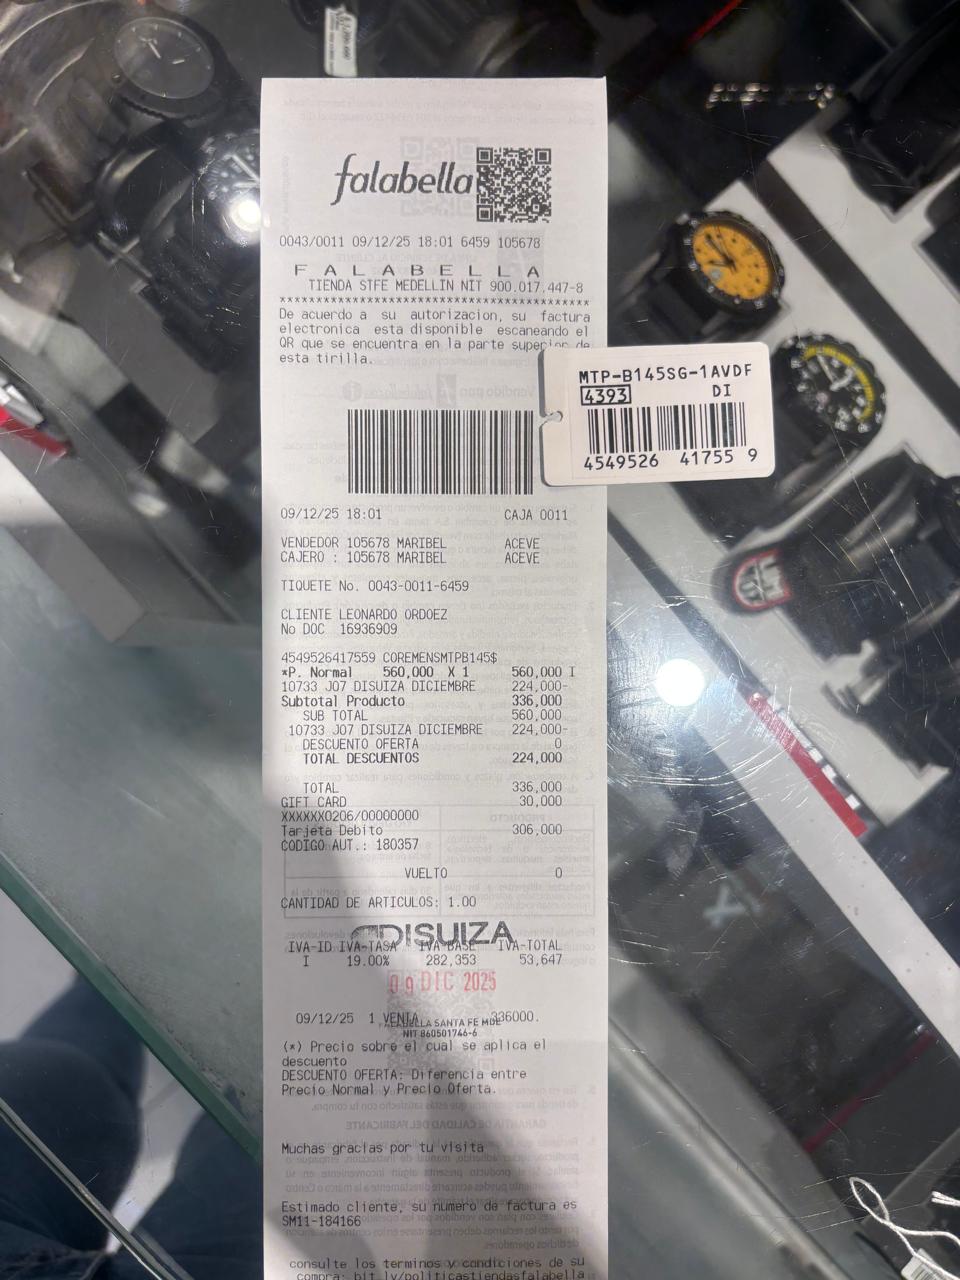 falabella
0043/0011 09/12/25 18:01 6459 105678
F A L A B E L L A
TIENDA STFE MEDELLIN NIT 900.017.447-8
******************************************
De acuerdo a su autorizacion, su factura
electronica esta disponible escaneando el
QR que se encuentra en la parte superior de
esta tirilla.
MTP-B145SG-1AVDF
4393 DI
4549526 41755 9
09/12/25 18:01 CAJA 0011
VENDEDOR 105678 MARIBEL ACEVE
CAJERO : 105678 MARIBEL ACEVE
TIQUETE No. 0043-0011-6459
CLIENTE LEONARDO ORDOEZ
No DOC 16936909
4549526417559 COREMENSMTPB145$
*P. Normal 560,000 X 1 560,000 I
10733 J07 DISUIZA DICIEMBRE 224,000-
Subtotal Producto 336,000
SUB TOTAL 560,000
10733 J07 DISUIZA DICIEMBRE 224,000-
DESCUENTO OFERTA 0
TOTAL DESCUENTOS 224,000
TOTAL 336,000
GIFT CARD 30,000
XXXXXX0206/00000000
Tarjeta Debito 306,000
CODIGO AUT.: 180357
VUELTO 0
CANTIDAD DE ARTICULOS: 1.00
DISUIZA
IVA-ID IVA-TASA IVA-BASE IVA-TOTAL
I 19.00% 282,353 53,647
09 DIC 2025
09/12/25 1 VENTA 336000.
FALABELLA SANTA FE MDE
NIT 860501746-6
(*) Precio sobre el cual se aplica el
descuento
DESCUENTO OFERTA: Diferencia entre
Precio Normal y Precio Oferta.
Muchas gracias por tu visita
Estimado cliente, su numero de factura es
SM11-184166
consulte los terminos y condiciones de su
compra: bit.ly/politicastiendasfalabella